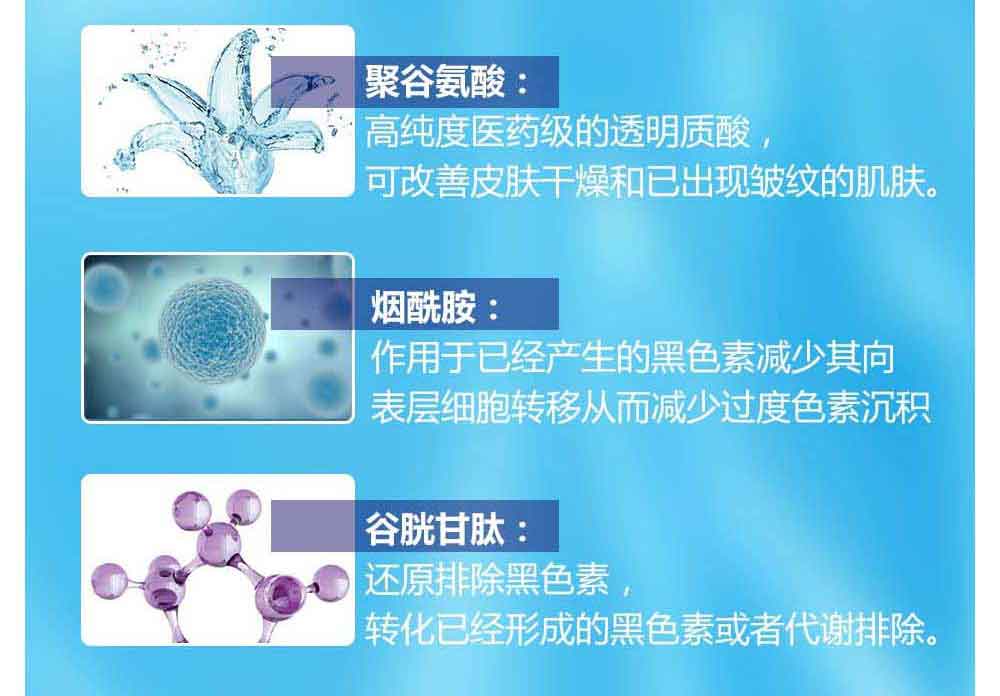 聚谷氨酸：
高纯度医药级的透明质酸，
可改善皮肤干燥和已出现皱纹的肌肤。
烟酰胺：
作用于已经产生的黑色素减少其向
表层细胞转移从而减少过度色素沉积
谷胱甘肽：
还原排除黑色素，
转化已经形成的黑色素或者代谢排除。